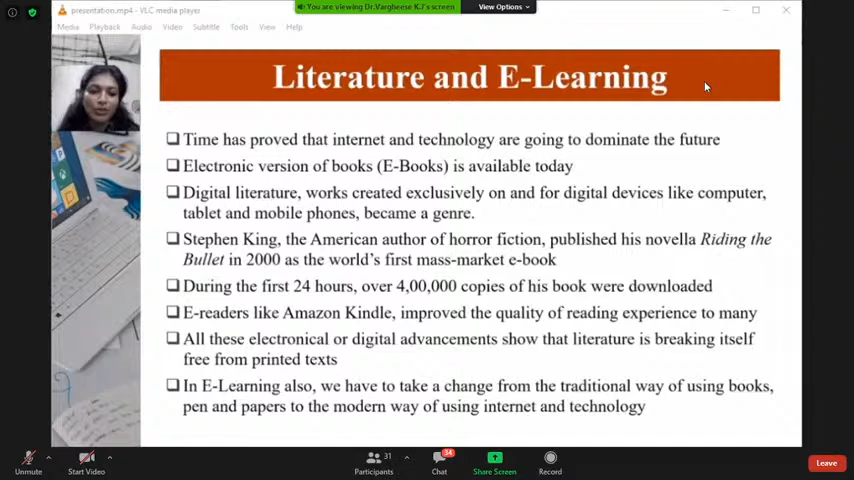 presentation.mp4 - VLC media player
You are viewing Dr.Vargheese K.J's screen
View Options
Media Playback Audio Video Subtitle Tools View Help
Literature and E-Learning
Time has proved that internet and technology are going to dominate the future
Electronic version of books (E-Books) is available today
Digital literature, works created exclusively on and for digital devices like computer,
tablet and mobile phones, became a genre.
Stephen King, the American author of horror fiction, published his novella Riding the
Bullet in 2000 as the world's first mass-market e-book
During the first 24 hours, over 4,00,000 copies of his book were downloaded
E-readers like Amazon Kindle, improved the quality of reading experience to many
All these electronical or digital advancements show that literature is breaking itself
free from printed texts
In E-Learning also, we have to take a change from the traditional way of using books,
pen and papers to the modern way of using internet and technology
31
34
Unmute Start Video Participants Chat Share Screen Record Leave